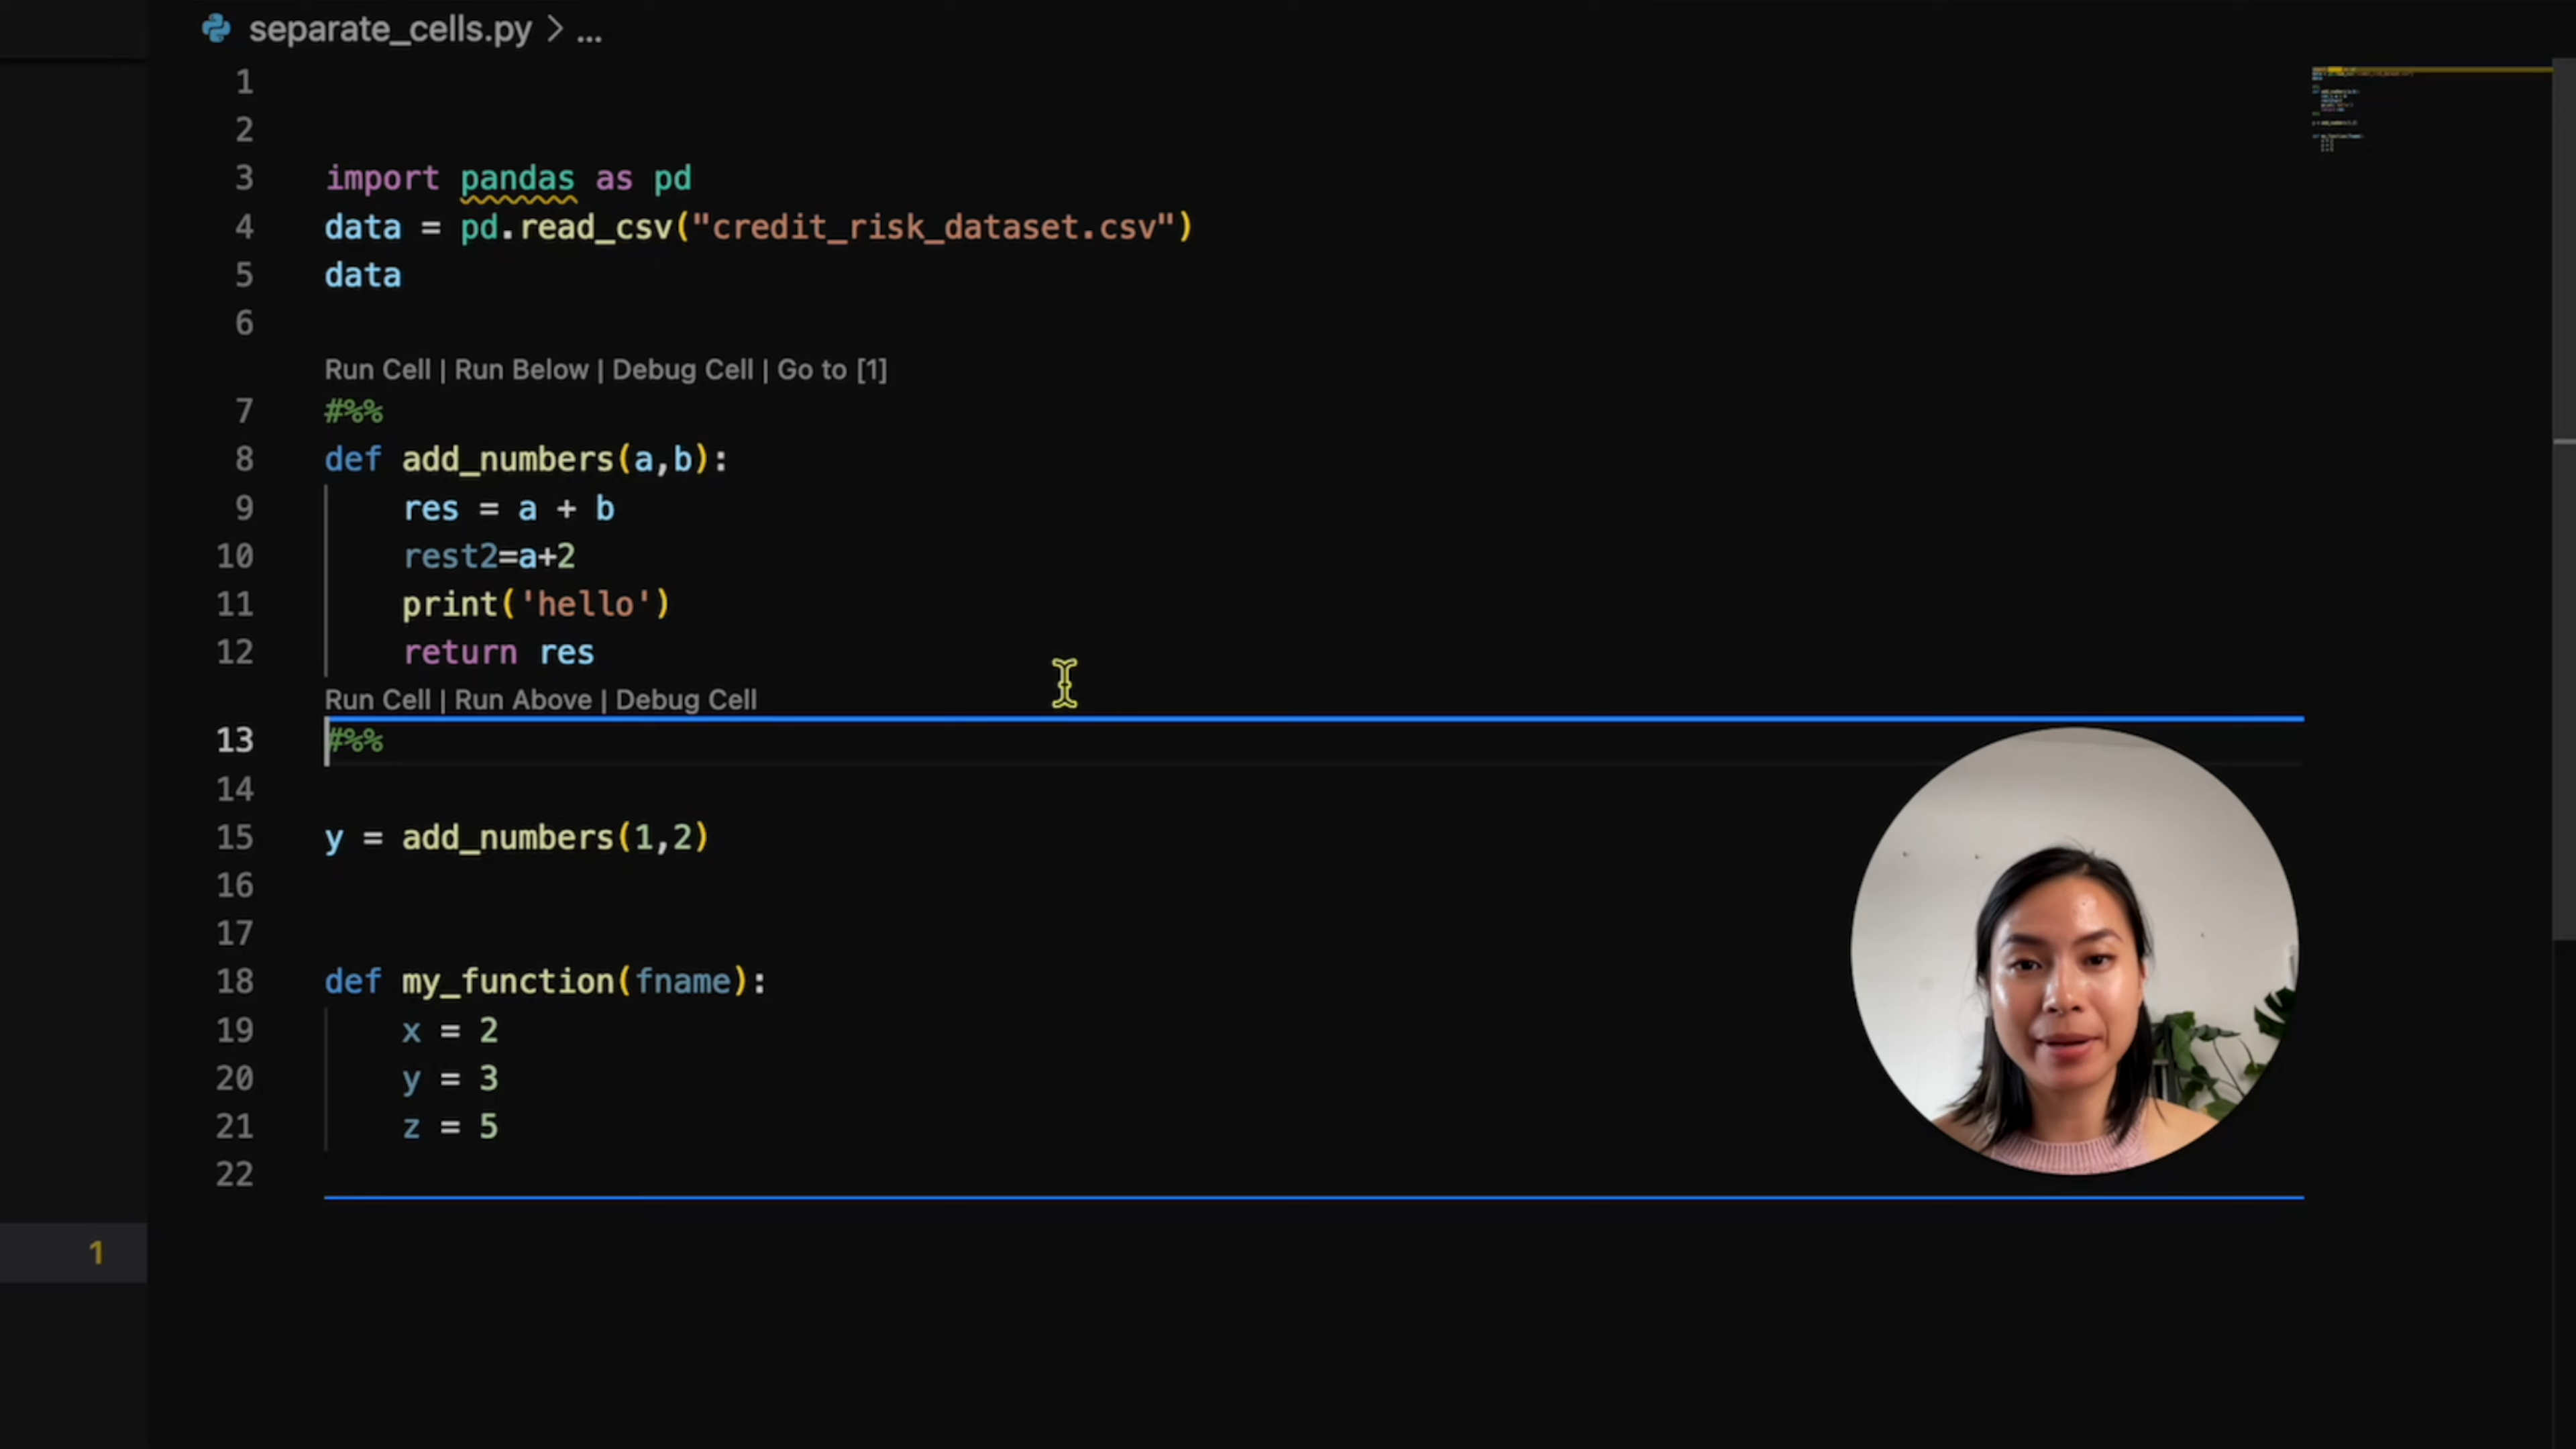 separate_cells.py > ...
1
2
3 import pandas as pd
4 data = pd.read_csv("credit_risk_dataset.csv")
5 data
6
Run Cell | Run Below | Debug Cell | Go to [1]
7 #%%
8 def add_numbers(a,b):
9     res = a + b
10     rest2=a+2
11     print('hello')
12     return res
Run Cell | Run Above | Debug Cell
13 #%%
14
15 y = add_numbers(1,2)
16
17
18 def my_function(fname):
19     x = 2
20     y = 3
21     z = 5
22
1